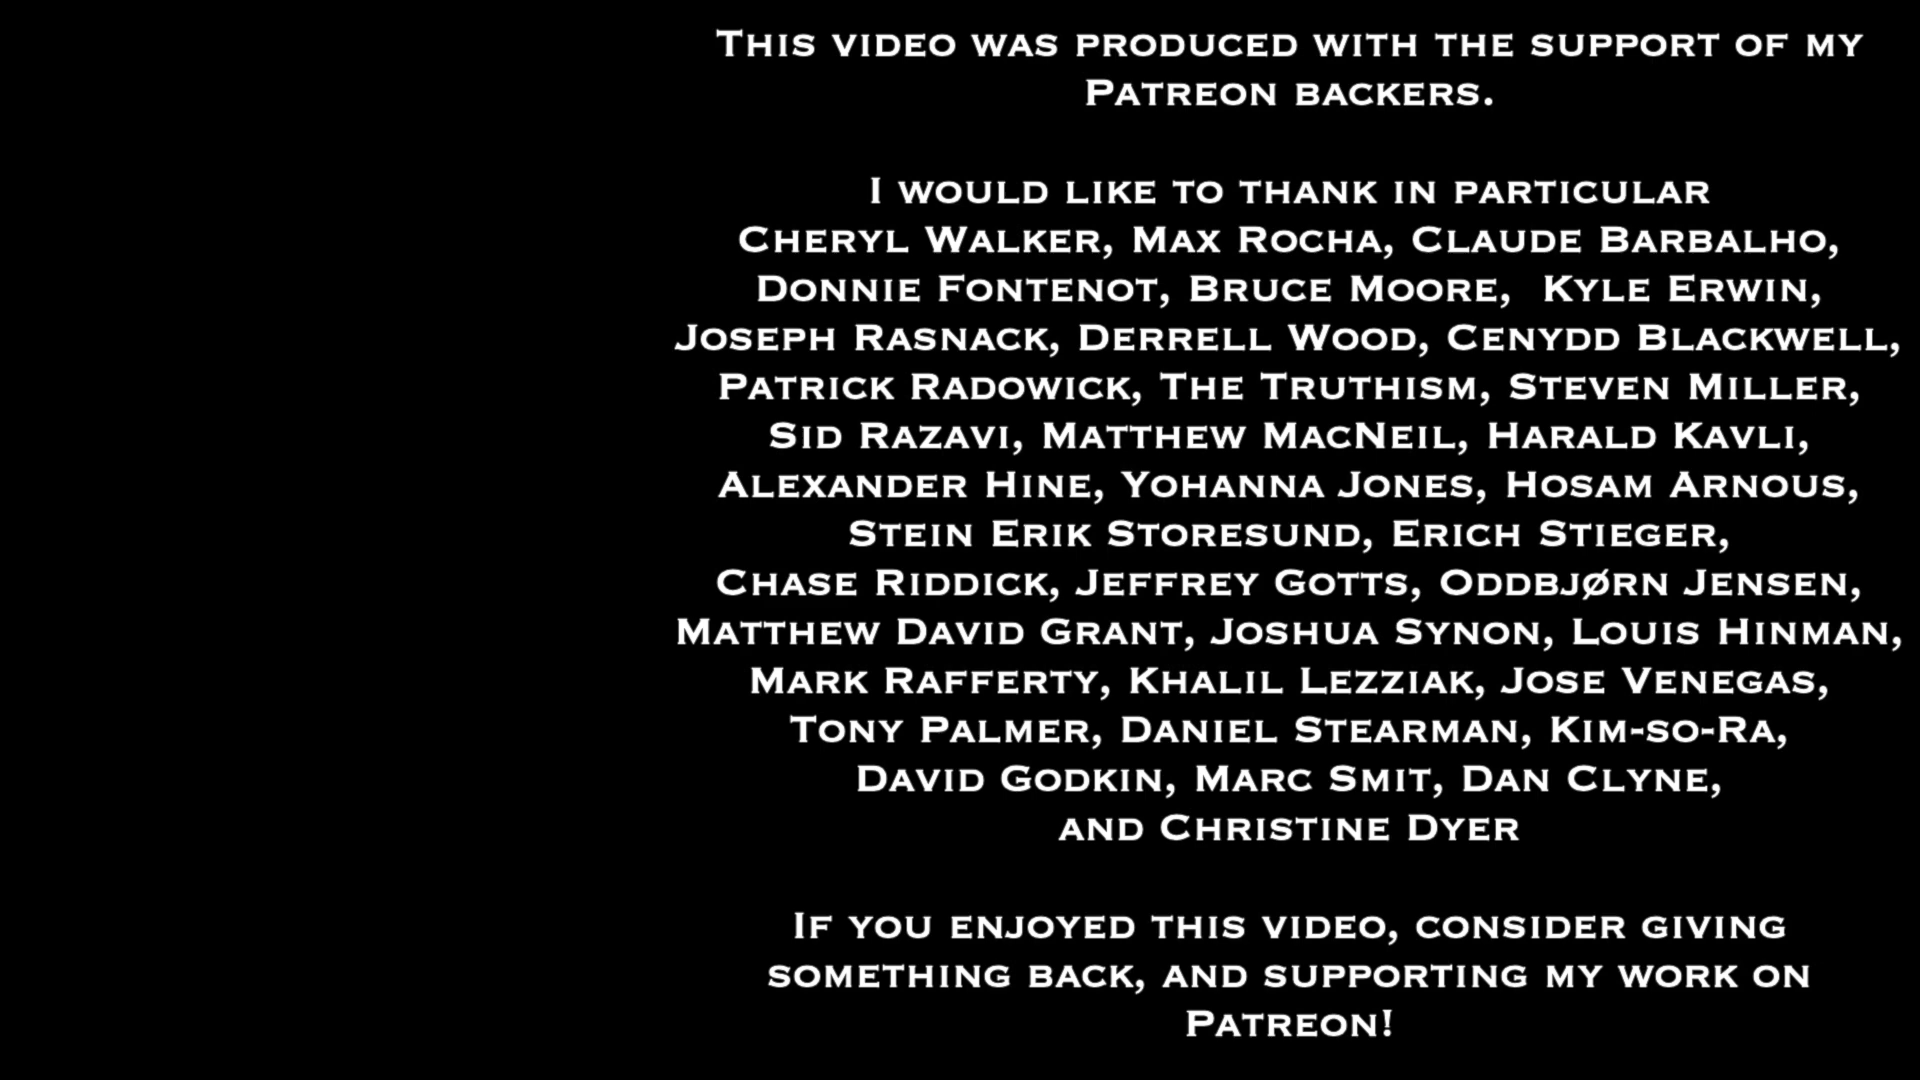 This video was produced with the support of my
Patreon backers.
I would like to thank in particular
Cheryl Walker, Max Rocha, Claude Barbalho,
Donnie Fontenot, Bruce Moore, Kyle Erwin,
Joseph Rasnack, Derrell Wood, Cenydd Blackwell,
Patrick Radowick, The Truthism, Steven Miller,
Sid Razavi, Matthew MacNeil, Harald Kavli,
Alexander Hine, Yohanna Jones, Hosam Arnous,
Stein Erik Storesund, Erich Stieger,
Chase Riddick, Jeffrey Gotts, Oddbjørn Jensen,
Matthew David Grant, Joshua Synon, Louis Hinman,
Mark Rafferty, Khalil Lezziak, Jose Venegas,
Tony Palmer, Daniel Stearman, Kim-so-Ra,
David Godkin, Marc Smit, Dan Clyne,
and Christine Dyer
If you enjoyed this video, consider giving
something back, and supporting my work on
Patreon!